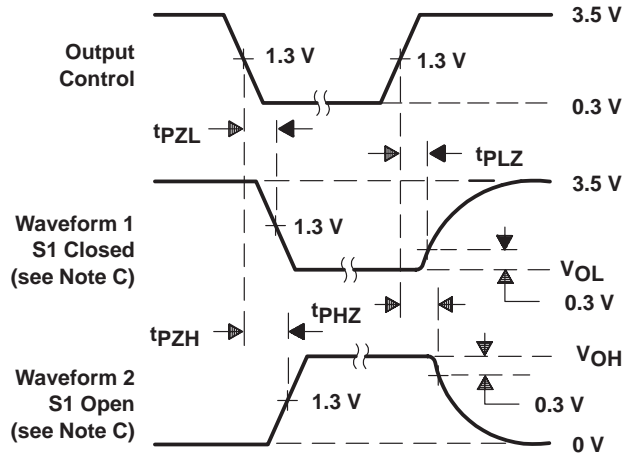 3.5 V
Output
Control
1.3 V
1.3 V
0.3 V
tPZL
tPLZ
3.5 V
Waveform 1
S1 Closed
(see Note C)
1.3 V
VOL
0.3 V
tPHZ
tPZH
VOH
Waveform 2
S1 Open
(see Note C)
1.3 V
0.3 V
0 V